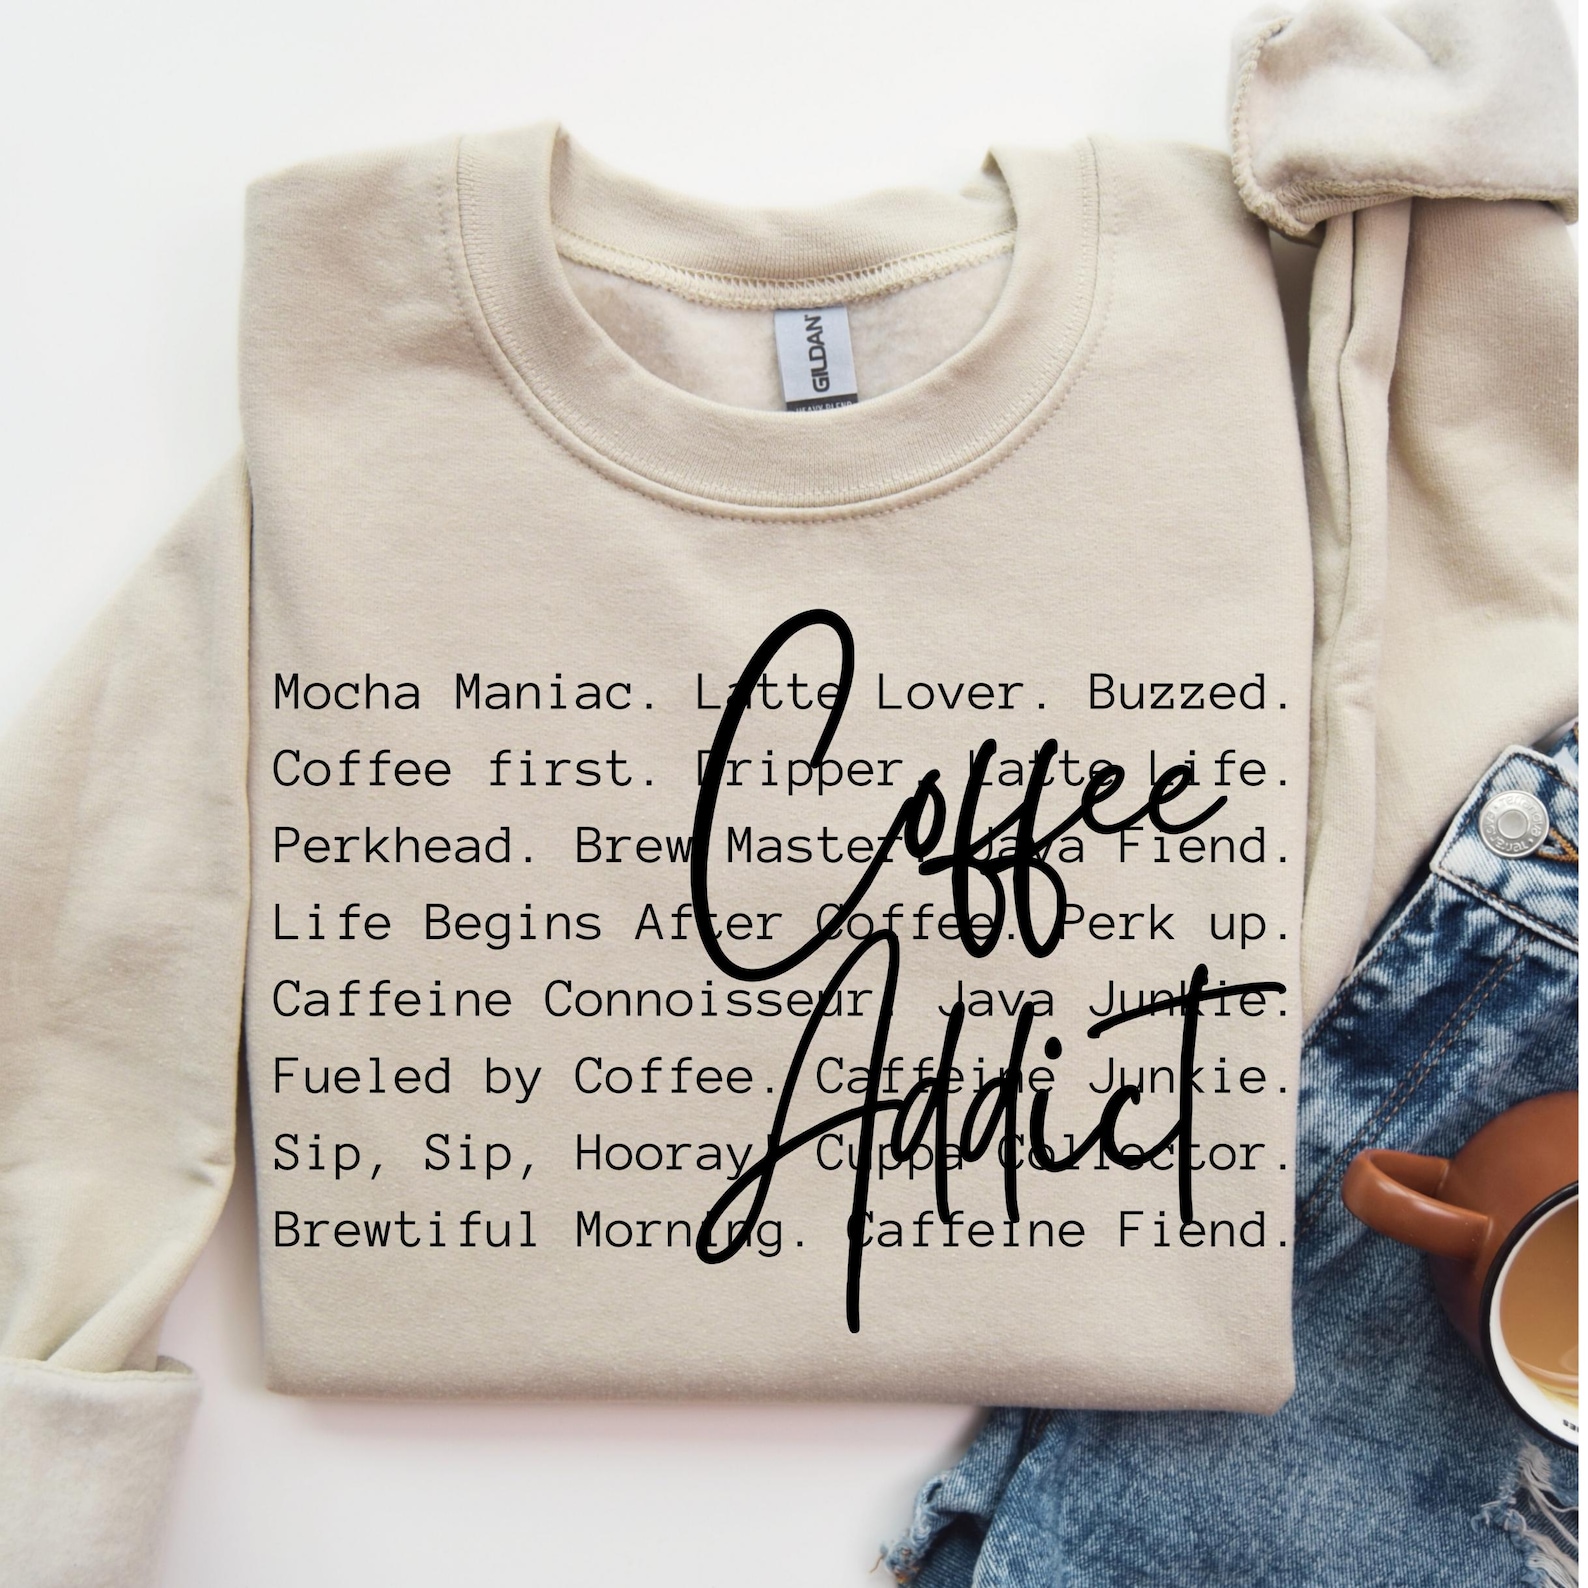 GILDAN
HEAVY BLEND
Mocha Maniac. Latte Lover. Buzzed.
Coffee first. Dripper. Latte Life.
Perkhead. Brew Master. Java Fiend.
Life Begins After Coffee. Perk up.
Caffeine Connoisseur. Java Junkie.
Fueled by Coffee. Caffeine Junkie.
Sip, Sip, Hooray! Cuppa Collector.
Brewtiful Morning. Caffeine Fiend.
Coffee
Addict